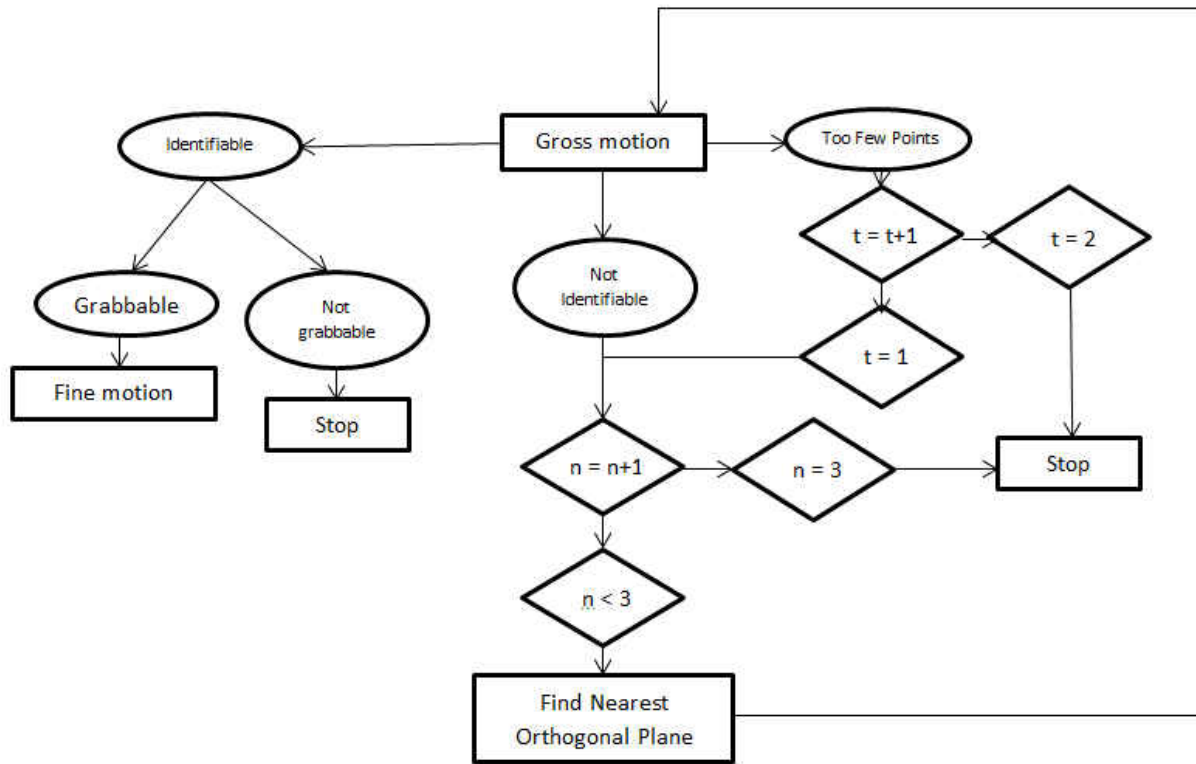 Gross motion
Identifiable
Too Few Points
t = t+1
t = 2
Not
Identifiable
Grabbable
Not
grabbable
t = 1
Fine motion
Stop
n = n+1
n = 3
Stop
n < 3
Find Nearest
Orthogonal Plane